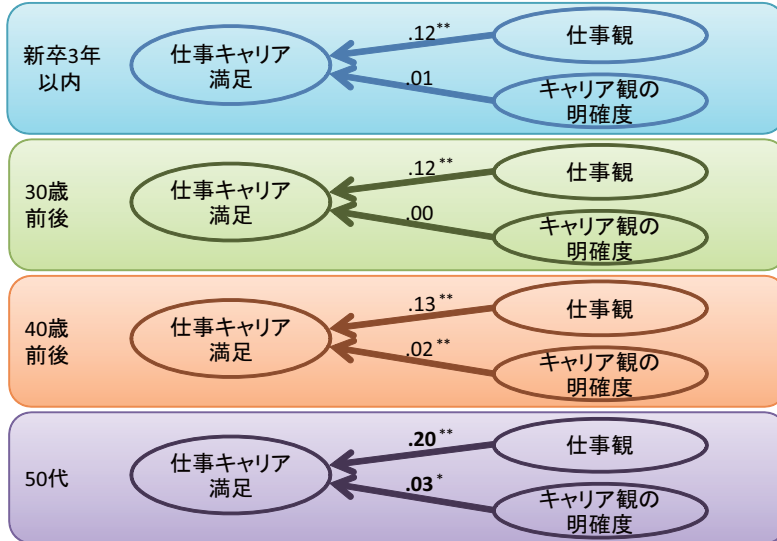 新卒3年
以内
仕事キャリア
満足
.12**
仕事観
.01
キャリア観の
明確度
30歳
前後
仕事キャリア
満足
.12**
仕事観
.00
キャリア観の
明確度
40歳
前後
仕事キャリア
満足
.13**
仕事観
.02**
キャリア観の
明確度
50代
仕事キャリア
満足
.20**
仕事観
.03*
キャリア観の
明確度